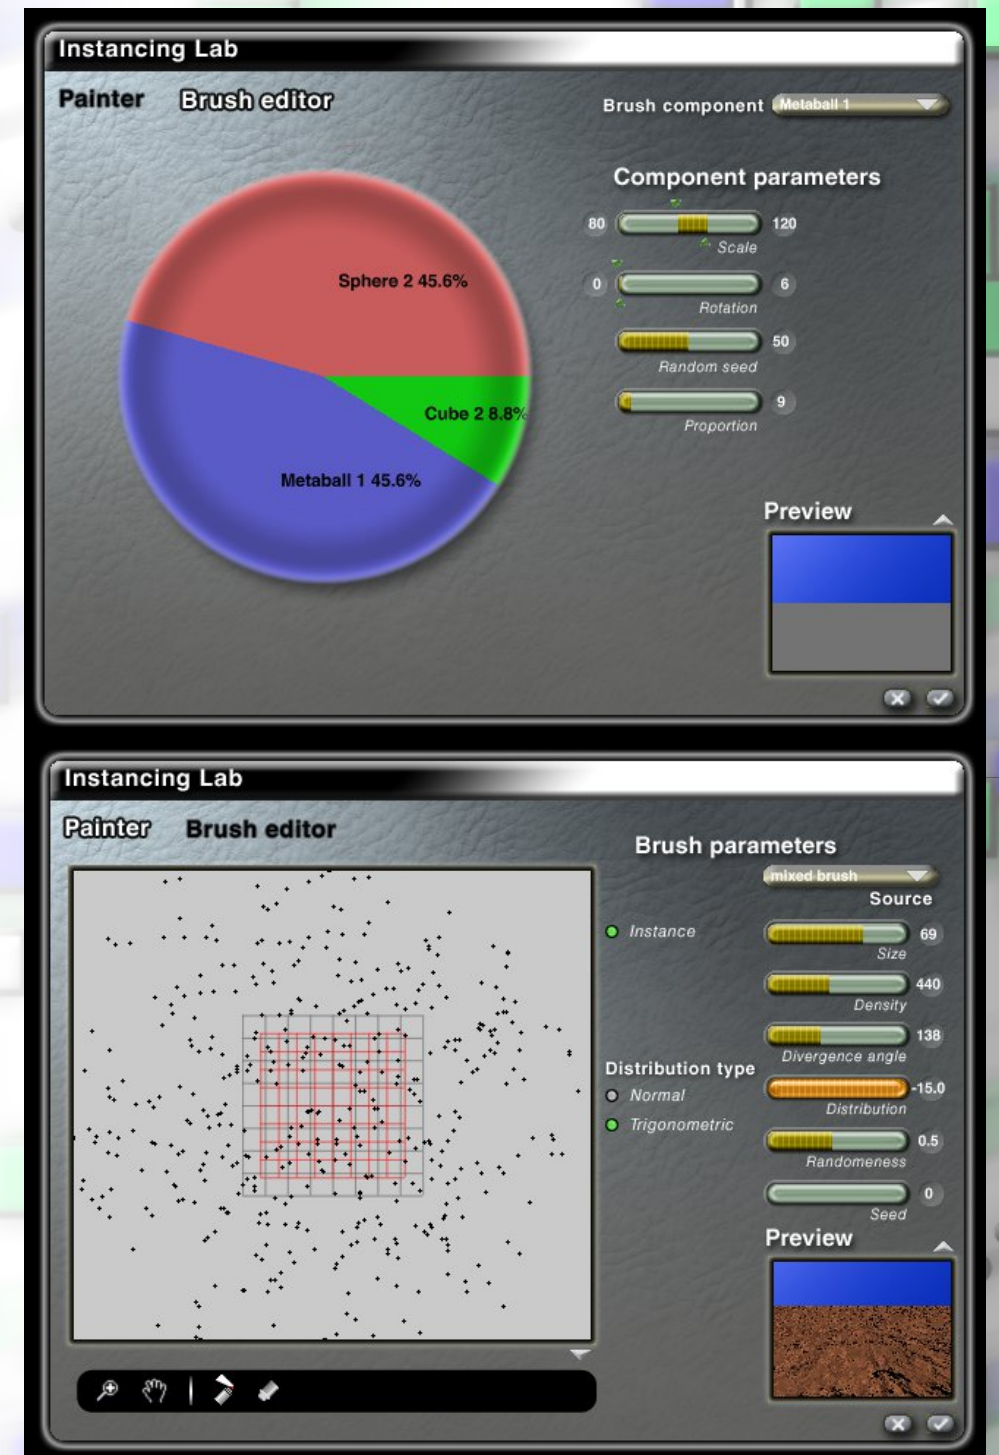 Instancing Lab
Painter Brush editor
Brush component Metaball 1
Component parameters
80 120
Scale
0 6
Rotation
50
Random seed
9
Proportion
Sphere 2 45.6%
Cube 2 8.8%
Metaball 1 45.6%
Preview
Instancing Lab
Painter Brush editor
Brush parameters
mixed brush
Source
Instance
69
Size
440
Density
138
Divergence angle
Distribution type
Normal
Trigonometric
-15.0
Distribution
0.5
Randomeness
0
Seed
Preview